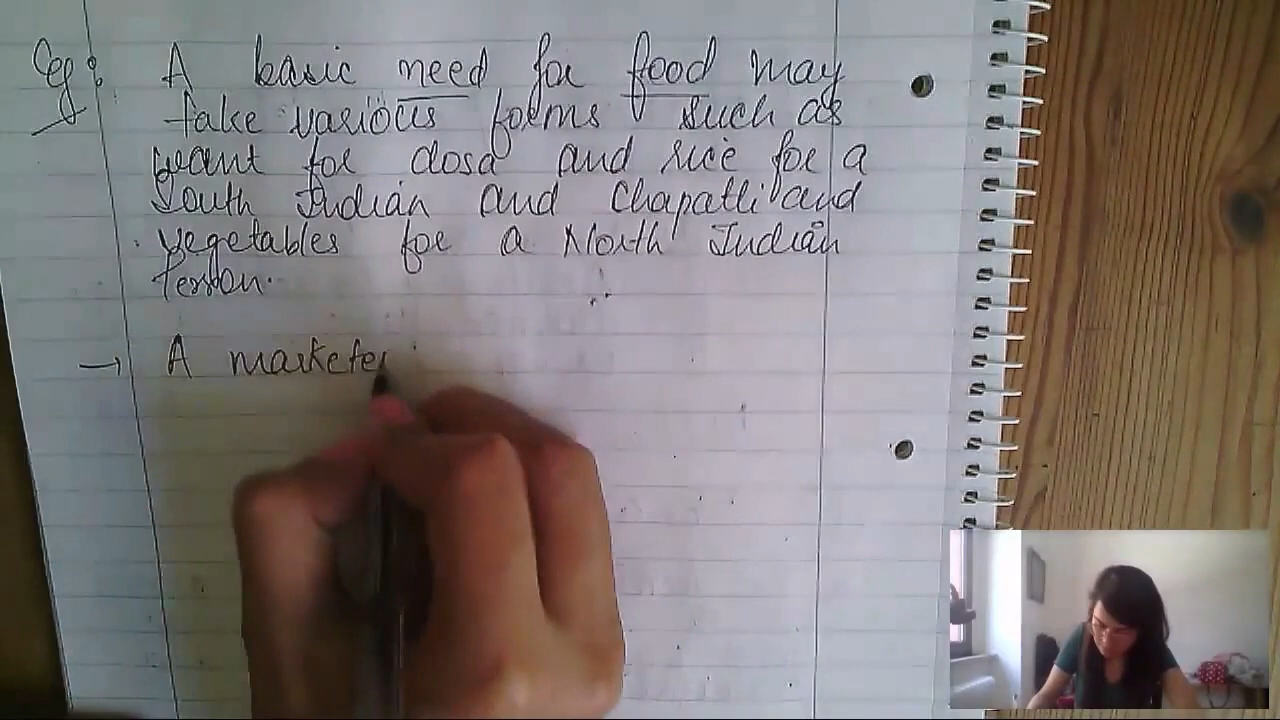 Eg: A basic need for food may
take various forms such as
want for dosa and rice for a
South Indian and Chapatti and
vegetables for a North Indian
Person.
→ A marketer